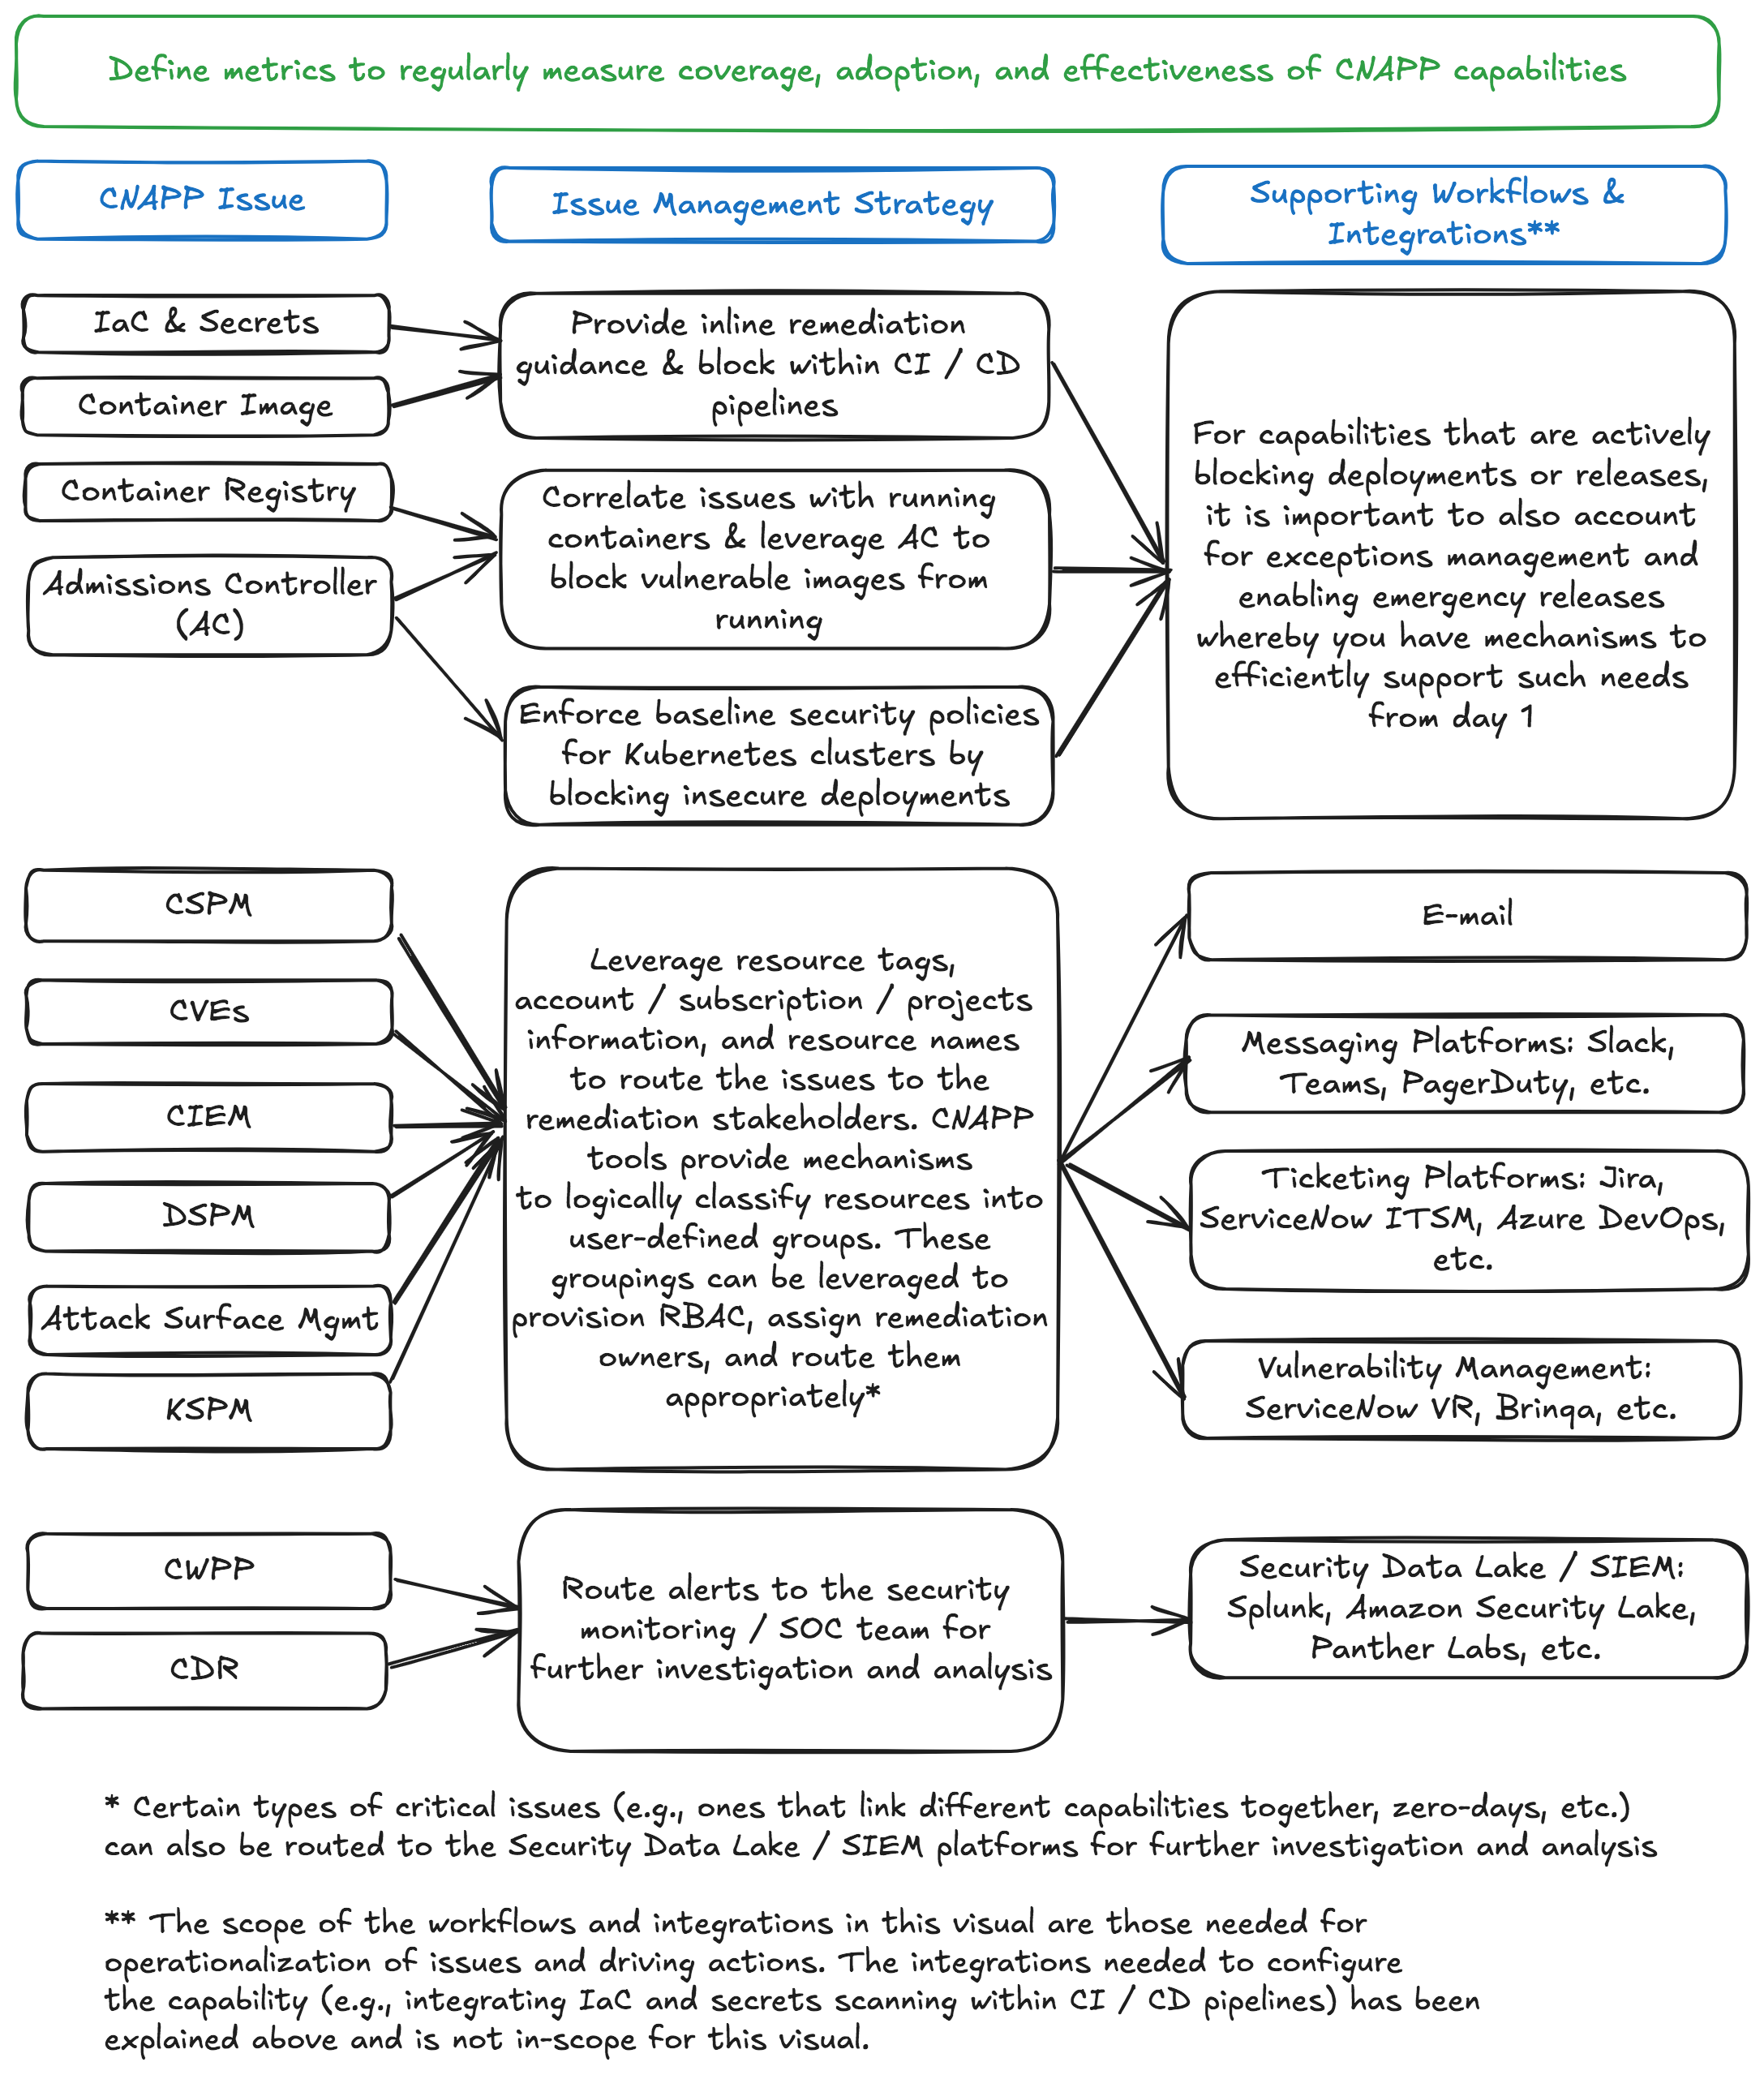 Define metrics to regularly measure coverage, adoption, and effectiveness of CNAPP capabilities
CNAPP Issue
Issue Management Strategy
Supporting Workflows &
Integrations**
IaC & Secrets
Container Image
Provide inline remediation
guidance & block within CI / CD
pipelines
Container Registry
Admissions Controller
(AC)
Correlate issues with running
containers & leverage AC to
block vulnerable images from
running
Enforce baseline security policies
for Kubernetes clusters by
blocking insecure deployments
For capabilities that are actively
blocking deployments or releases,
it is important to also account
for exceptions management and
enabling emergency releases
whereby you have mechanisms to
efficiently support such needs
from day 1
CSPM
CVEs
CIEM
DSPM
Attack Surface Mgmt
KSPM
Leverage resource tags,
account / subscription / projects
information, and resource names
to route the issues to the
remediation stakeholders. CNAPP
tools provide mechanisms
to logically classify resources into
user-defined groups. These
groupings can be leveraged to
provision RBAC, assign remediation
owners, and route them
appropriately*
E-mail
Messaging Platforms: Slack,
Teams, PagerDuty, etc.
Ticketing Platforms: Jira,
ServiceNow ITSM, Azure DevOps,
etc.
Vulnerability Management:
ServiceNow VR, Brinqa, etc.
CWPP
CDR
Route alerts to the security
monitoring / SOC team for
further investigation and analysis
Security Data Lake / SIEM:
Splunk, Amazon Security Lake,
Panther Labs, etc.
* Certain types of critical issues (e.g., ones that link different capabilities together, zero-days, etc.)
can also be routed to the Security Data Lake / SIEM platforms for further investigation and analysis
** The scope of the workflows and integrations in this visual are those needed for
operationalization of issues and driving actions. The integrations needed to configure
the capability (e.g., integrating IaC and secrets scanning within CI / CD pipelines) has been
explained above and is not in-scope for this visual.